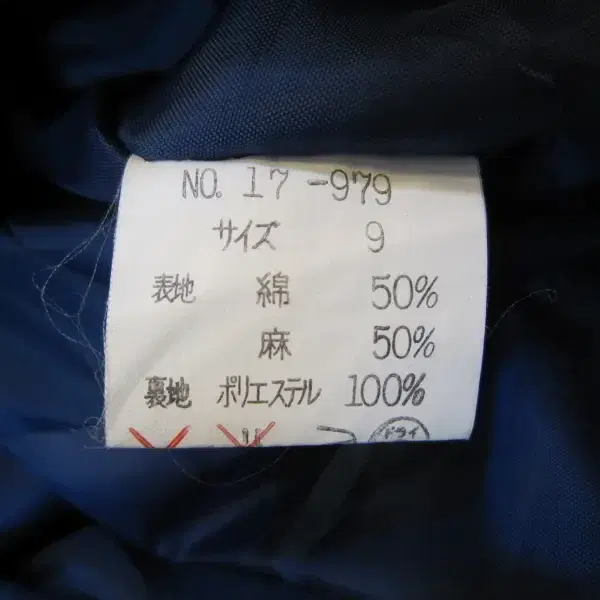 NO. 17-979
サイズ 9
表地 綿 50%
麻 50%
裏地 ポリエステル 100%
ドライ